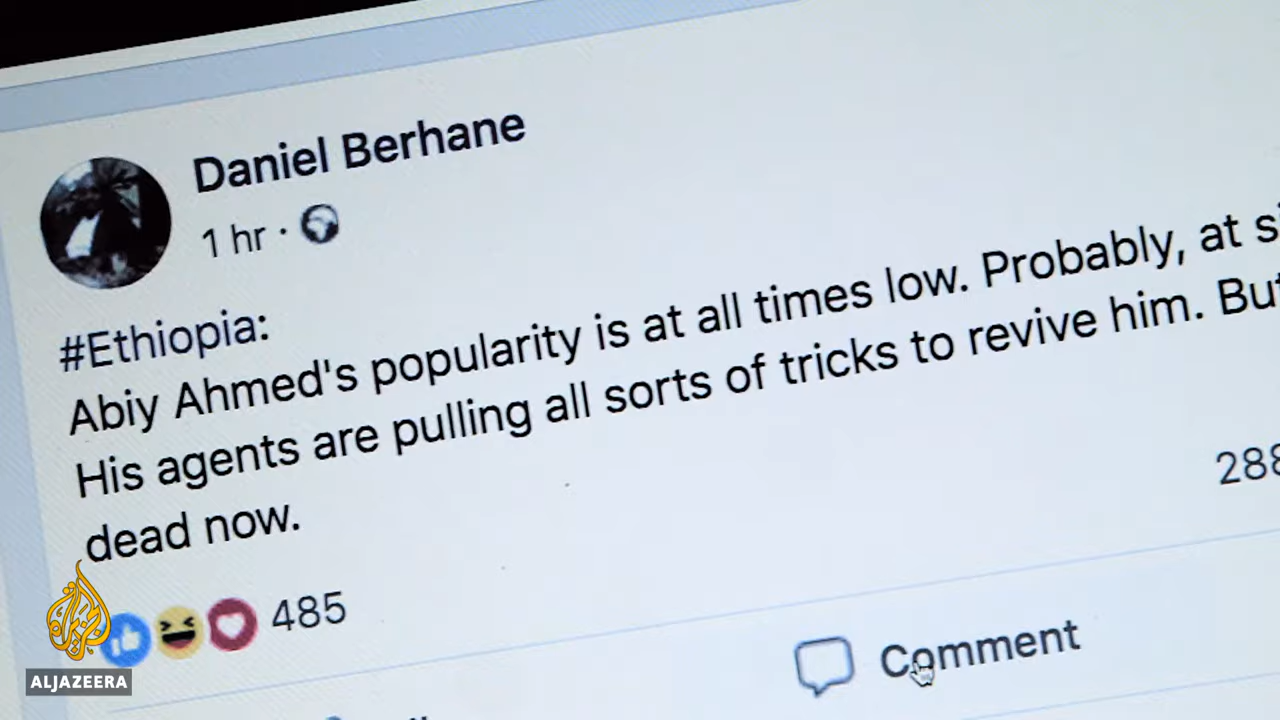 Daniel Berhane
1 hr ·
#Ethiopia:
Abiy Ahmed's popularity is at all times low. Probably, at
His agents are pulling all sorts of tricks to revive him.
dead now.
288
485
Comment
ALJAZEERA